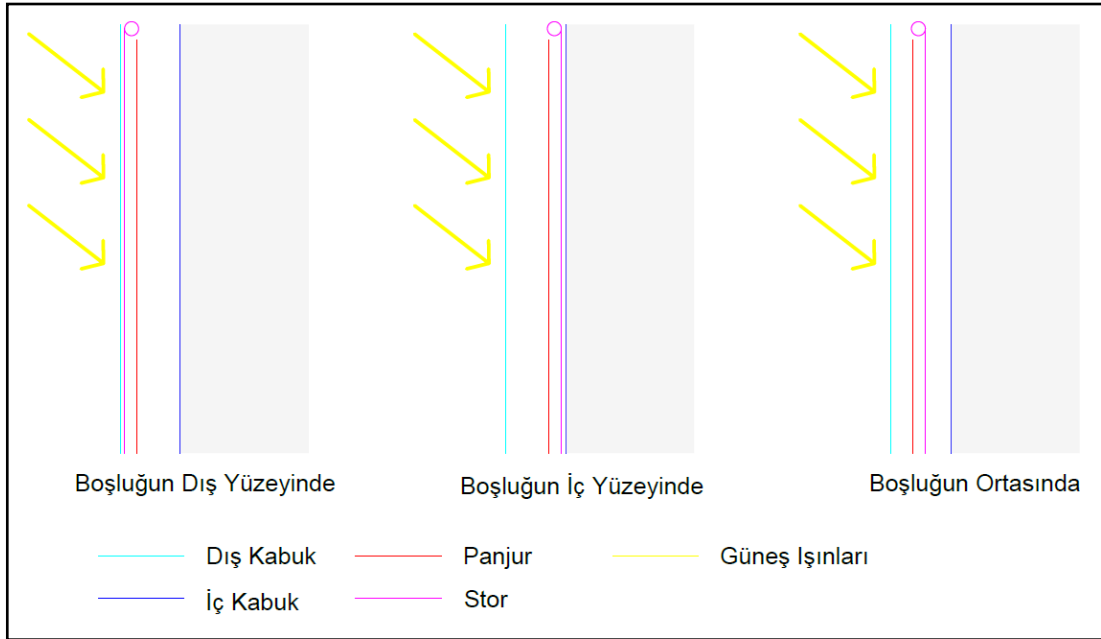 Boşluğun Dış Yüzeyinde
Boşluğun İç Yüzeyinde
Boşluğun Ortasında
Dış Kabuk
Panjur
Güneş Işınları
İç Kabuk
Stor